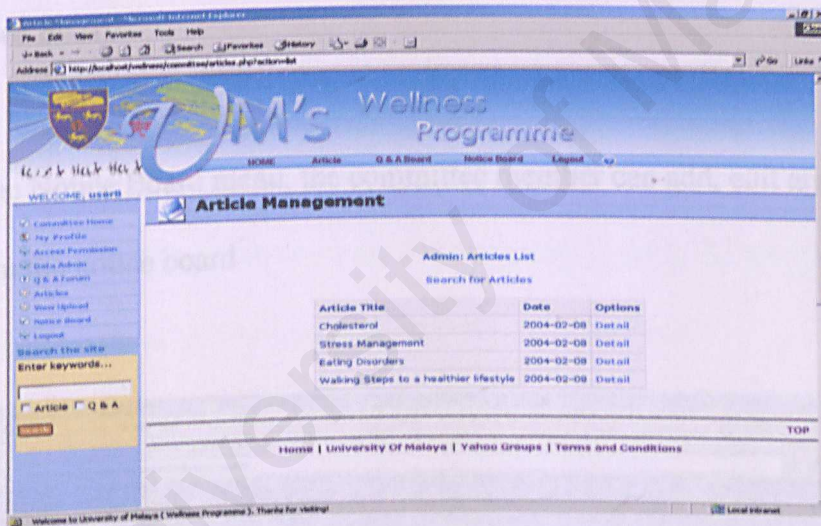 Article Management - Microsoft Internet Explorer
File Edit View Favorites Tools Help
Back Search Favorites History
Address http://localhost/wellness/committee/articles.php?action=list Go Links
UM's Wellness Programme
HOME Article Q & A Board Notice Board Logout
WELCOME, user8
Article Management
Committee Home
My Profile
Access Permission
Data Admin
Q & A Forum
Articles
View Upload
Notice Board
Logout
Search the site
Enter keywords...
Article Q & A
Search
Admin: Articles List
Search for Articles
Article Title Date Options
Cholesterol 2004-02-08 Detail
Stress Management 2004-02-08 Detail
Eating Disorders 2004-02-08 Detail
Walking Steps to a healthier lifestyle 2004-02-08 Detail
TOP
Home | University Of Malaya | Yahoo Groups | Terms and Conditions
Welcome to University of Malaya ( Wellness Programme ). Thanks for visiting!
Local intranet
University of Ma